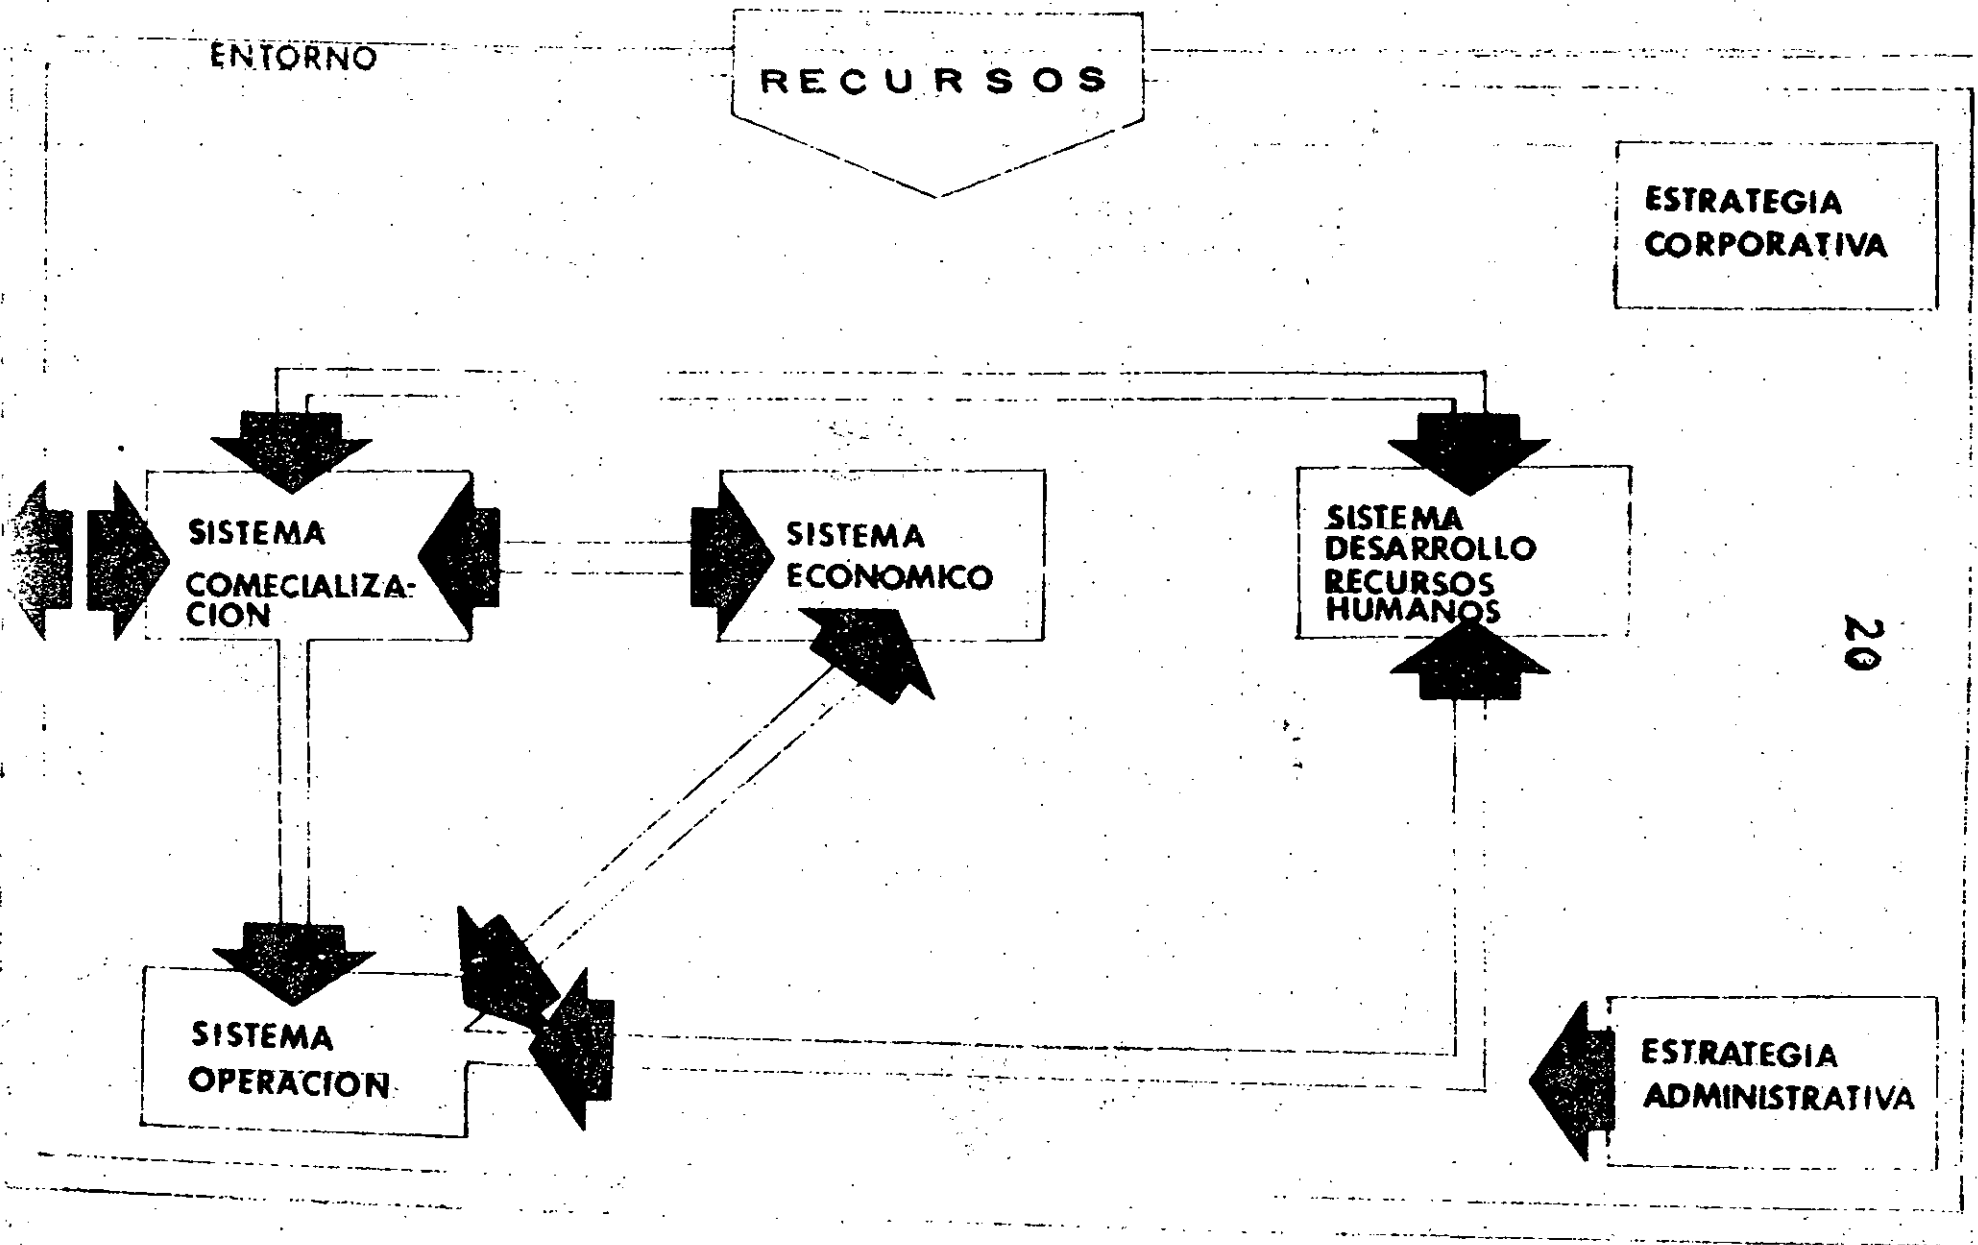 ENTORNO
RECURSOS
ESTRATEGIA
CORPORATIVA
SISTEMA
COMECIALIZA-
CION
SISTEMA
ECONOMICO
SISTEMA
DESARROLLO
RECURSOS
HUMANOS
20
SISTEMA
OPERACION
ESTRATEGIA
ADMINISTRATIVA